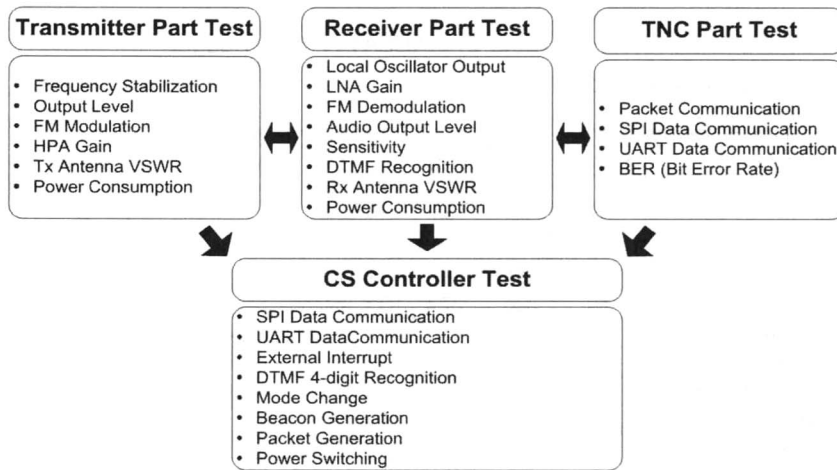 Transmitter Part Test
• Frequency Stabilization
• Output Level
• FM Modulation
• HPA Gain
• Tx Antenna VSWR
• Power Consumption
Receiver Part Test
• Local Oscillator Output
• LNA Gain
• FM Demodulation
• Audio Output Level
• Sensitivity
• DTMF Recognition
• Rx Antenna VSWR
• Power Consumption
TNC Part Test
• Packet Communication
• SPI Data Communication
• UART Data Communication
• BER (Bit Error Rate)
CS Controller Test
• SPI Data Communication
• UART DataCommunication
• External Interrupt
• DTMF 4-digit Recognition
• Mode Change
• Beacon Generation
• Packet Generation
• Power Switching